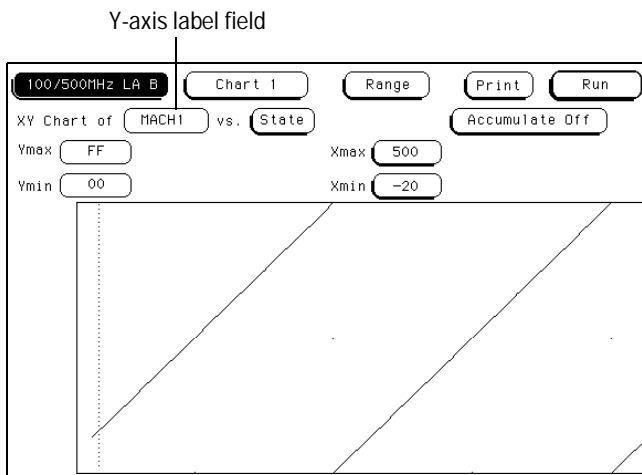 Y-axis label field
100/500MHz LA B Chart 1 Range Print Run
XY Chart of MACH1 vs. State Accumulate Off
Ymax FF Xmax 500
Ymin 00 Xmin -20